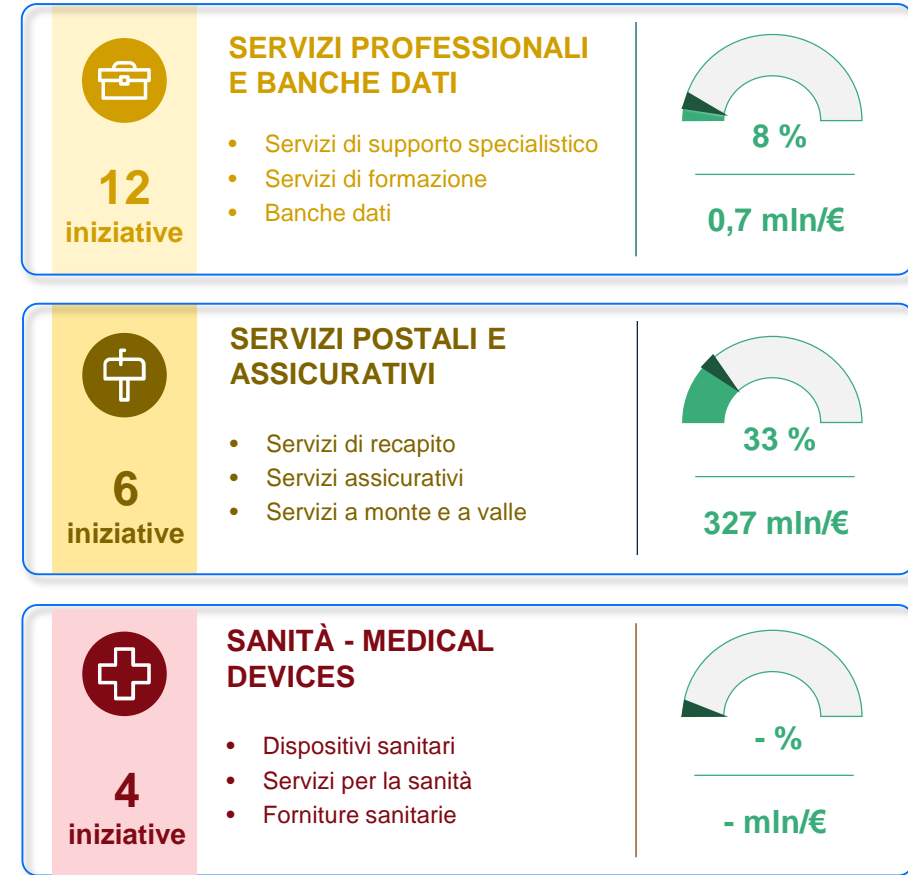 SERVIZI PROFESSIONALI
E BANCHE DATI
• Servizi di supporto specialistico
• Servizi di formazione
• Banche dati
12
iniziative
8 %
0,7 mln/€
SERVIZI POSTALI E
ASSICURATIVI
• Servizi di recapito
• Servizi assicurativi
• Servizi a monte e a valle
6
iniziative
33 %
327 mln/€
SANITÀ - MEDICAL
DEVICES
• Dispositivi sanitari
• Servizi per la sanità
• Forniture sanitarie
4
iniziative
- %
- mln/€